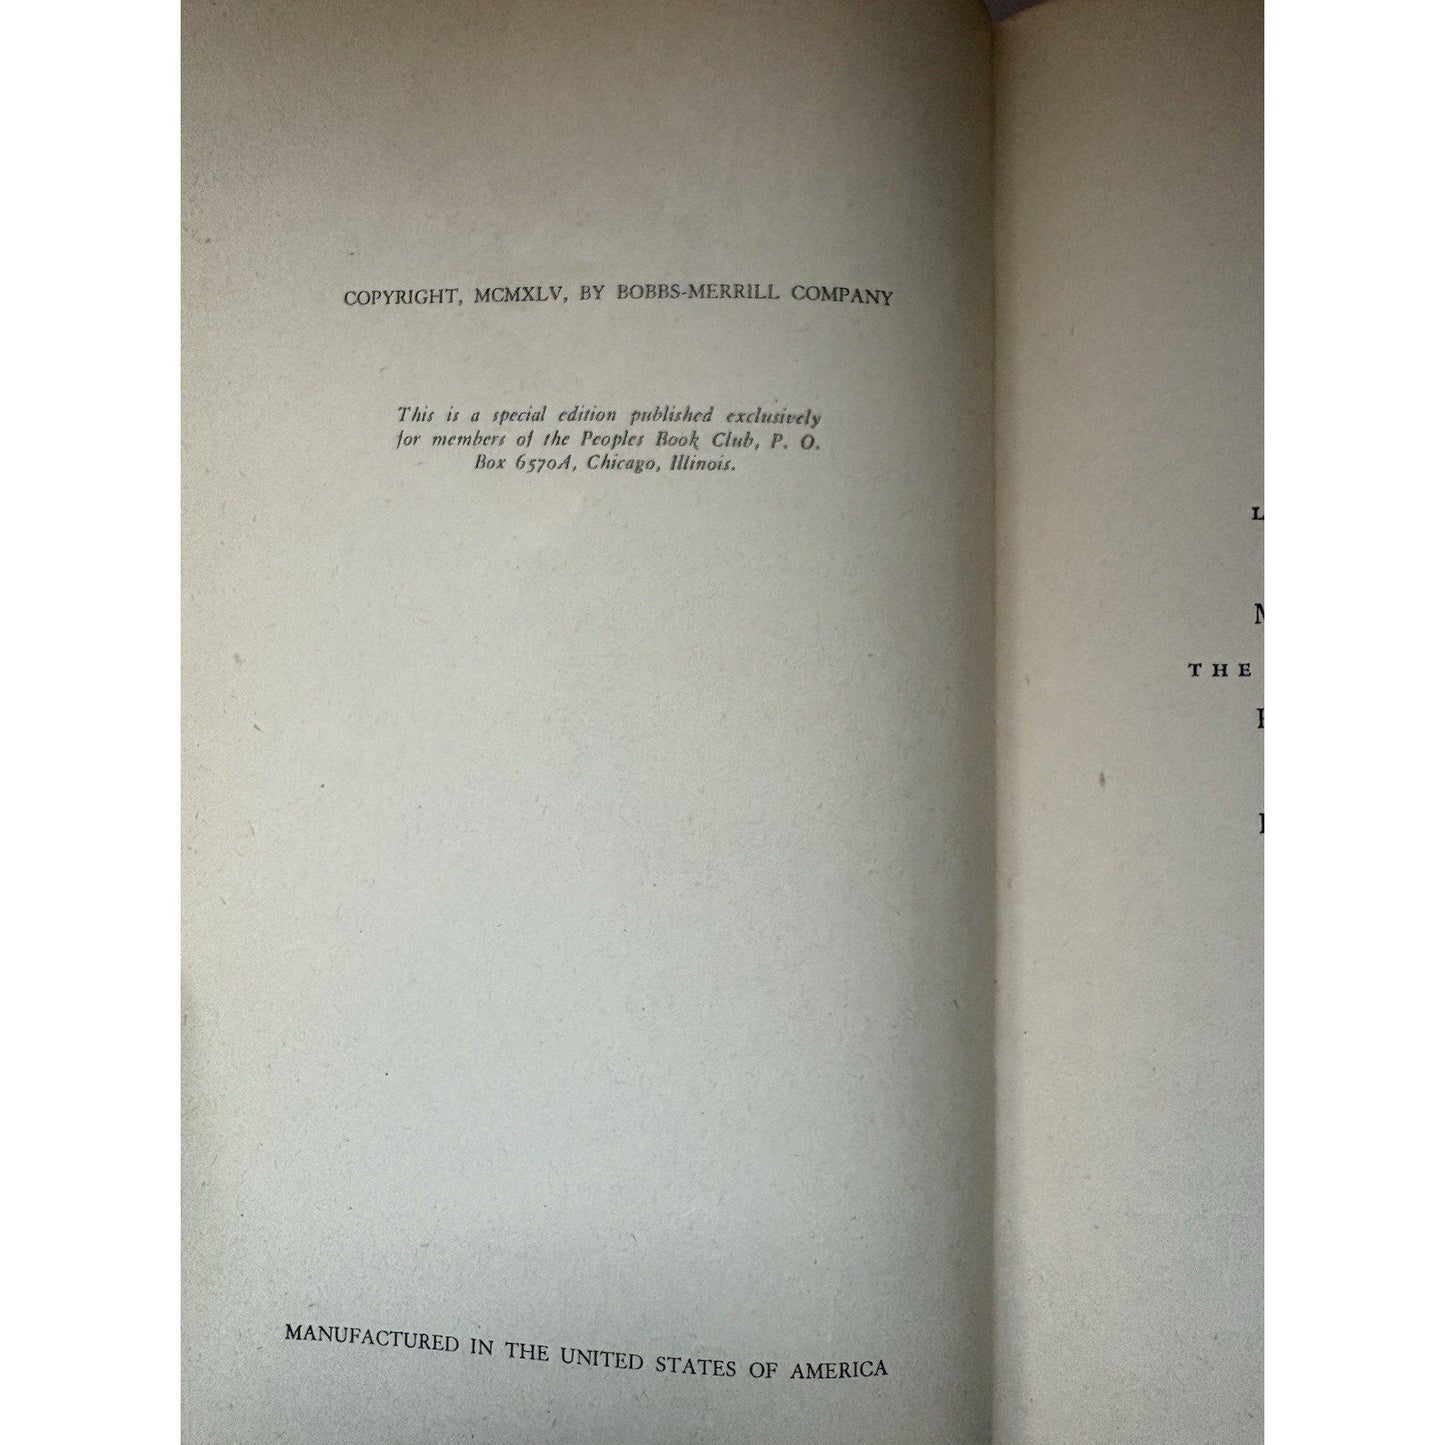 COPYRIGHT, MCMXLV, BY BOBBS-MERRILL COMPANY
This is a special edition published exclusively
for members of the Peoples Book Club, P. O.
Box 6570A, Chicago, Illinois.
MANUFACTURED IN THE UNITED STATES OF AMERICA
L
THE